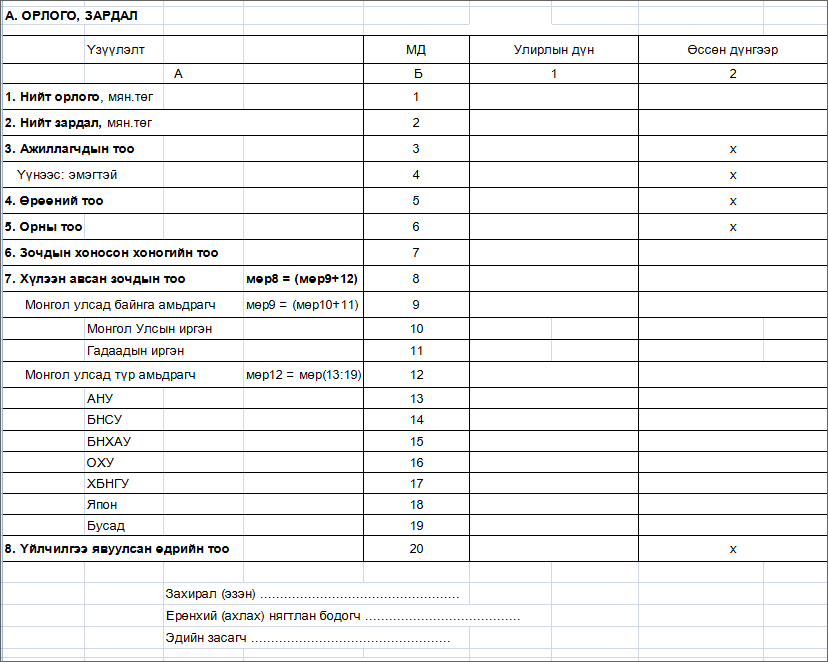 А. ОРЛОГО, ЗАРДАЛ
Үзүүлэлт МД Улирлын дүн Өссөн дүнгээр
А Б 1 2
1. Нийт орлого, мян.төг 1
2. Нийт зардал, мян.төг 2
3. Ажиллагчдын тоо 3 х
Үүнээс: эмэгтэй 4 х
4. Өрөөний тоо 5 х
5. Орны тоо 6 х
6. Зочдын хоносон хоногийн тоо 7
7. Хүлээн авсан зочдын тоо мөр8 = (мөр9+12) 8
Монгол улсад байнга амьдрагч мөр9 = (мөр10+11) 9
Монгол Улсын иргэн 10
Гадаадын иргэн 11
Монгол улсад түр амьдрагч мөр12 = мөр(13:19) 12
АНУ 13
БНСУ 14
БНХАУ 15
ОХУ 16
ХБНГУ 17
Япон 18
Бусад 19
8. Үйлчилгээ явуулсан өдрийн тоо 20 х
Захирал (эзэн) ..................................................
Ерөнхий (ахлах) нягтлан бодогч .......................................
Эдийн засагч ..................................................